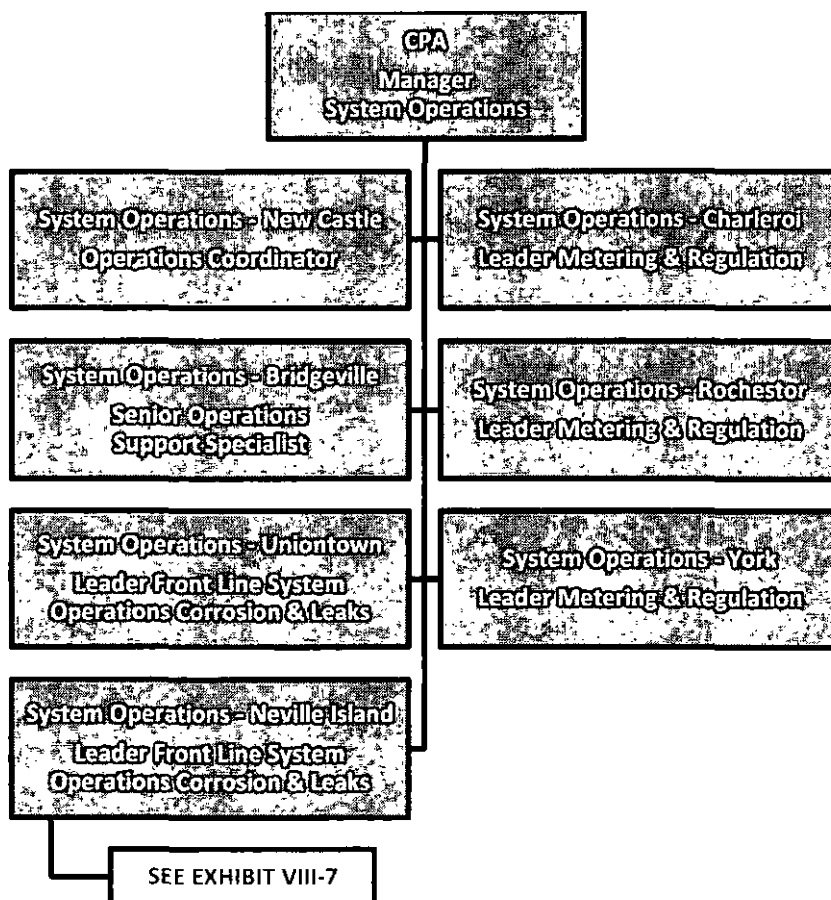 CPA
Manager
System Operations
System Operations - New Castle
Operations Coordinator
System Operations - Charleroi
Leader Metering & Regulation
System Operations - Bridgeville
Senior Operations
Support Specialist
System Operations - Rochestor
Leader Metering & Regulation
System Operations - Uniontown
Leader Front Line System
Operations Corrosion & Leaks
System Operations - York
Leader Metering & Regulation
System Operations - Neville Island
Leader Front Line System
Operations Corrosion & Leaks
SEE EXHIBIT VIII-7